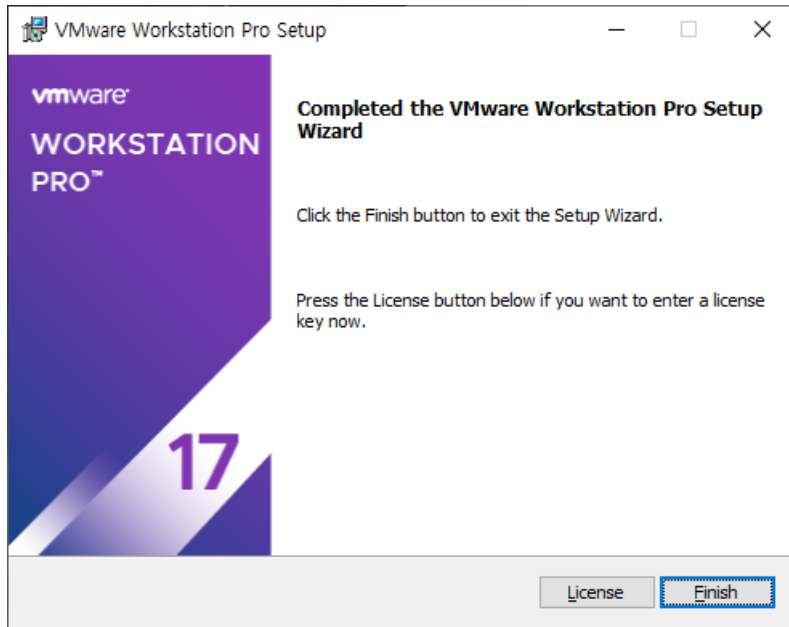 VMware Workstation Pro Setup
vmware
WORKSTATION
PRO™
17
Completed the VMware Workstation Pro Setup
Wizard
Click the Finish button to exit the Setup Wizard.
Press the License button below if you want to enter a license
key now.
License
Finish